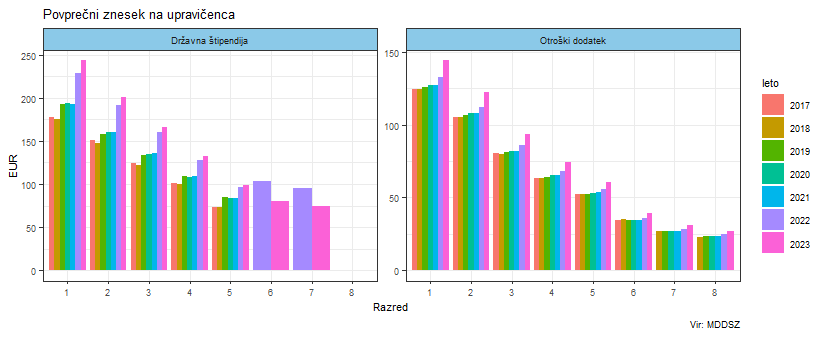 Povprečni znesek na upravičenca
Državna štipendija
Otroški dodatek
EUR
250
200
150
100
50
0
150
100
50
0
1 2 3 4 5 6 7 8
1 2 3 4 5 6 7 8
Razred
leto
2017
2018
2019
2020
2021
2022
2023
Vir: MDDSZ